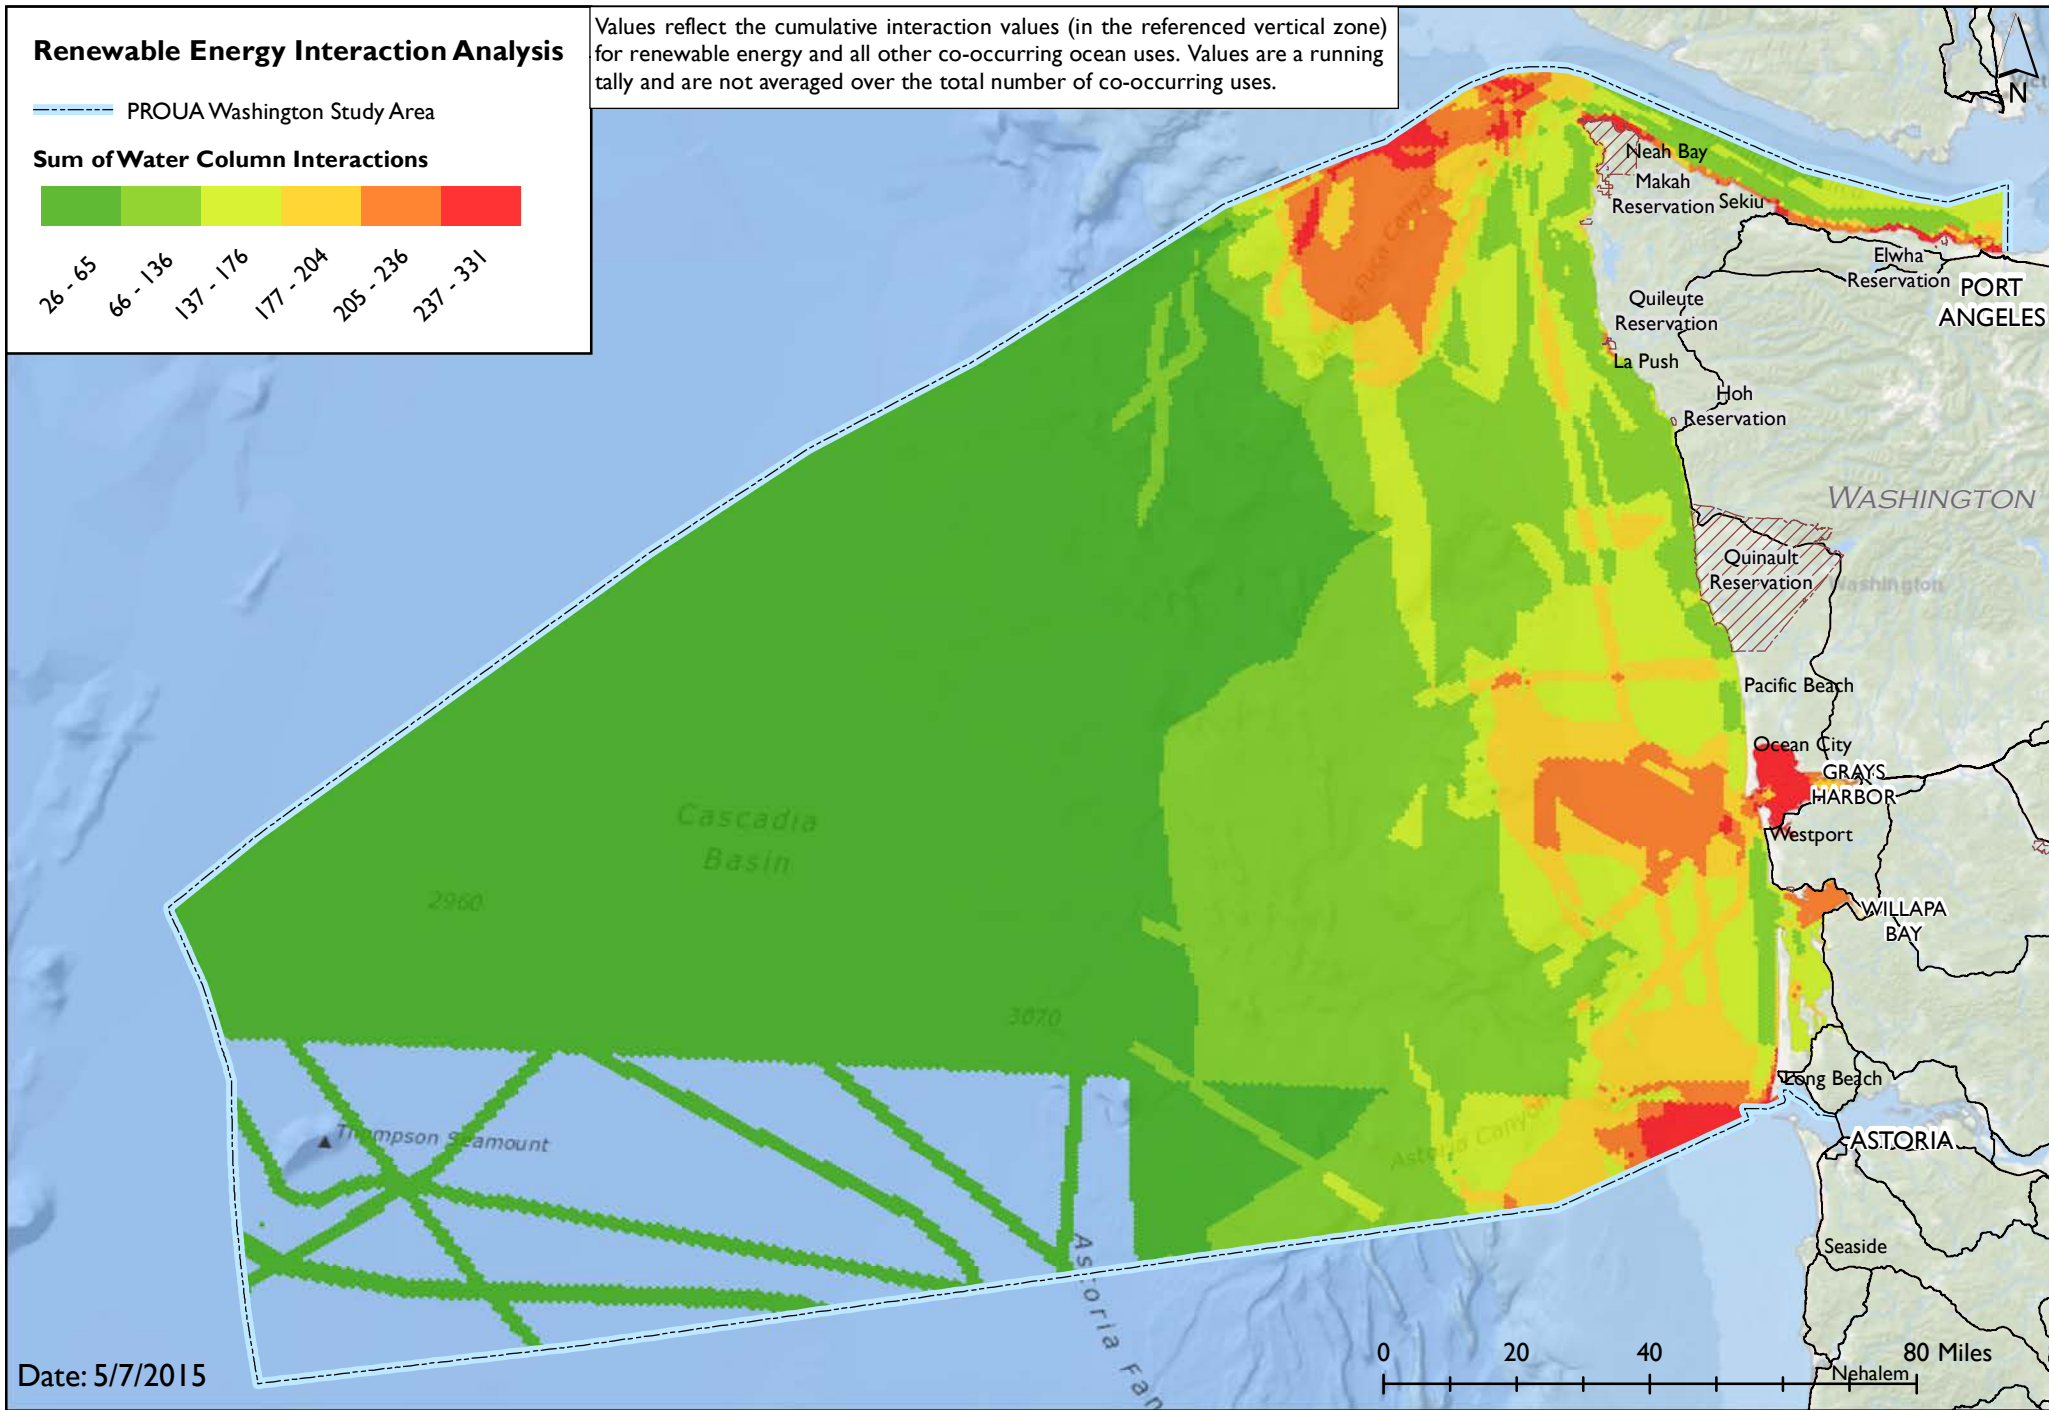 Renewable Energy Interaction Analysis
PROUA Washington Study Area
Sum of Water Column Interactions
26 - 65
66 - 136
137 - 176
177 - 204
205 - 236
237 - 331
Values reflect the cumulative interaction values (in the referenced vertical zone)
for renewable energy and all other co-occurring ocean uses. Values are a running
tally and are not averaged over the total number of co-occurring uses.
N
Neah Bay
Makah
Reservation
Sekiu
Elwha
Reservation
PORT
ANGELES
Quileute
Reservation
La Push
Hoh
Reservation
WASHINGTON
Quinault
Reservation
Washington
Pacific Beach
Ocean City
GRAYS
HARBOR
Westport
WILLAPA
BAY
Long Beach
ASTORIA
Seaside
Nehalem
Juan de Fuca Canyon
Cascadia
Basin
2960
3070
Thompson Seamount
Astoria Canyon
Astoria Fan
0 20 40 80 Miles
Date: 5/7/2015